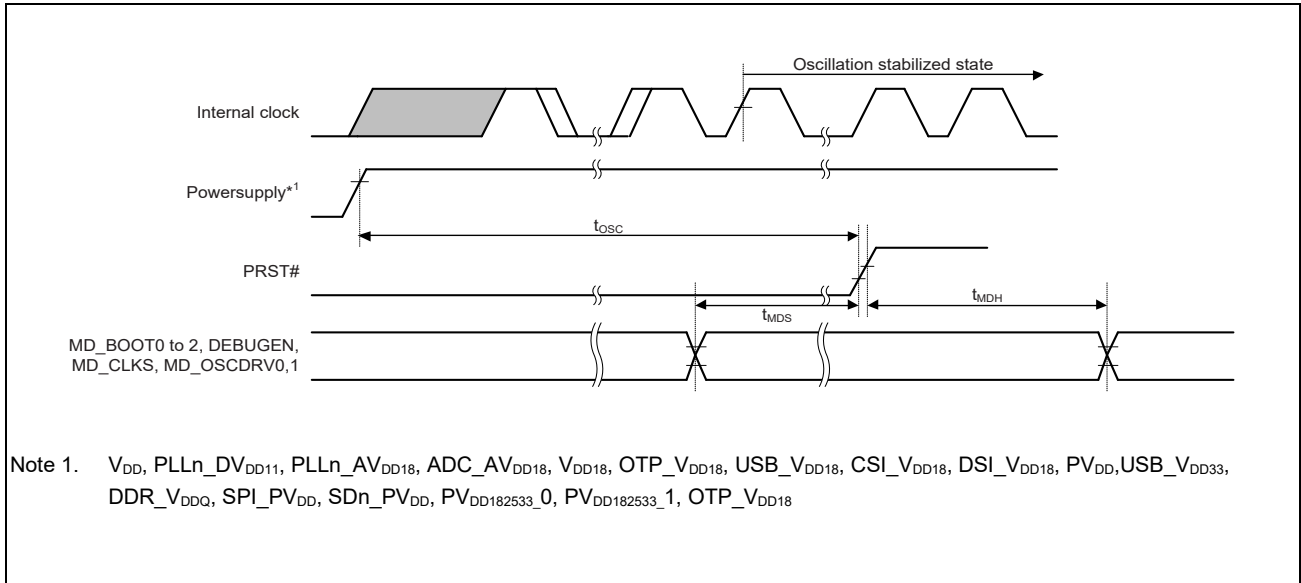 Oscillation stabilized state
Internal clock
Powersupply*1
tOSC
PRST#
tMDH
tMDS
MD_BOOT0 to 2, DEBUGEN,
MD_CLKS, MD_OSCDRV0,1
Note 1. VDD, PLLn_DVDD11, PLLn_AVDD18, ADC_AVDD18, VDD18, OTP_VDD18, USB_VDD18, CSI_VDD18, DSI_VDD18, PVDD,USB_VDD33,
DDR_VDDQ, SPI_PVDD, SDn_PVDD, PVDD182533_0, PVDD182533_1, OTP_VDD18